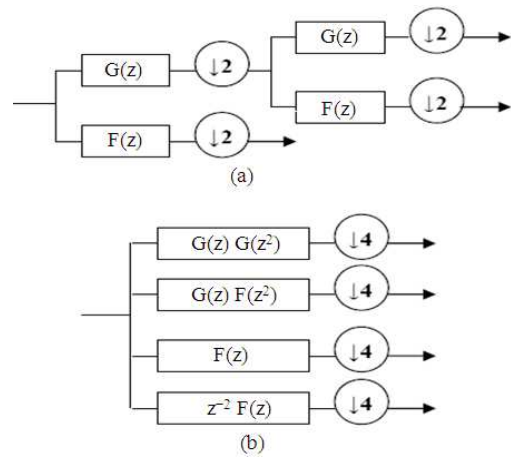 G(z) ↓2 G(z) ↓2
F(z) ↓2
F(z) ↓2
(a)
G(z) G(z²) ↓4
G(z) F(z²) ↓4
F(z) ↓4
z⁻² F(z) ↓4
(b)